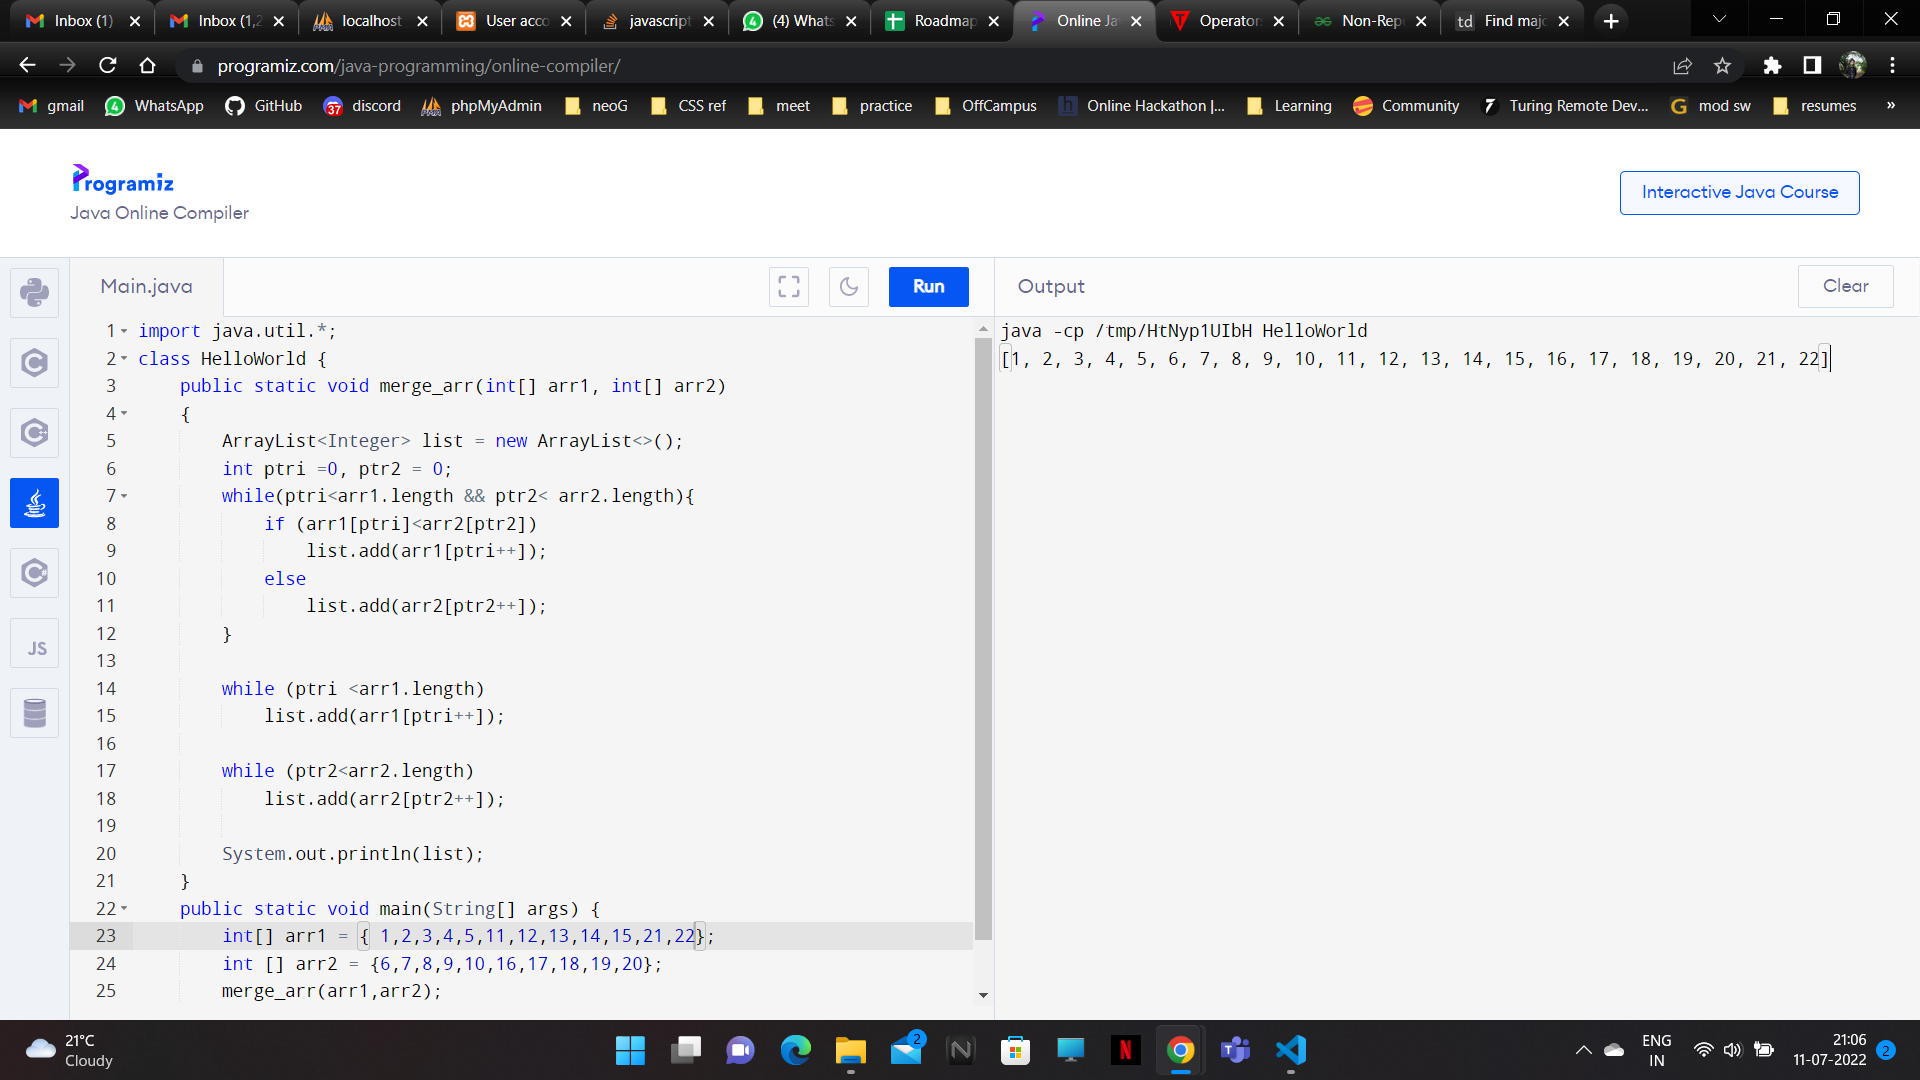 Inbox (1)
Inbox (1,2
localhost
User acco
javascript
(4) Whats
Roadmap
Online Ja
Operator
Non-Rep
td Find majo
programiz.com/java-programming/online-compiler/
gmail
WhatsApp
GitHub
37 discord
phpMyAdmin
neoG
CSS ref
meet
practice
OffCampus
h Online Hackathon |...
Learning
Community
Turing Remote Dev...
G mod sw
resumes
»
Programiz
Java Online Compiler
Interactive Java Course
Main.java
Run
Output
Clear
JS
1 import java.util.*;
2 class HelloWorld {
3 public static void merge_arr(int[] arr1, int[] arr2)
4 {
5 ArrayList<Integer> list = new ArrayList<>();
6 int ptri =0, ptr2 = 0;
7 while(ptri<arr1.length && ptr2< arr2.length){
8 if (arr1[ptri]<arr2[ptr2])
9 list.add(arr1[ptri++]);
10 else
11 list.add(arr2[ptr2++]);
12 }
13
14 while (ptri <arr1.length)
15 list.add(arr1[ptri++]);
16
17 while (ptr2<arr2.length)
18 list.add(arr2[ptr2++]);
19
20 System.out.println(list);
21 }
22 public static void main(String[] args) {
23 int[] arr1 = { 1,2,3,4,5,11,12,13,14,15,21,22};
24 int [] arr2 = {6,7,8,9,10,16,17,18,19,20};
25 merge_arr(arr1,arr2);
java -cp /tmp/HtNyp1UIbH HelloWorld
[1, 2, 3, 4, 5, 6, 7, 8, 9, 10, 11, 12, 13, 14, 15, 16, 17, 18, 19, 20, 21, 22]
21°C
Cloudy
2
N
N
ENG
IN
21:06
11-07-2022
2